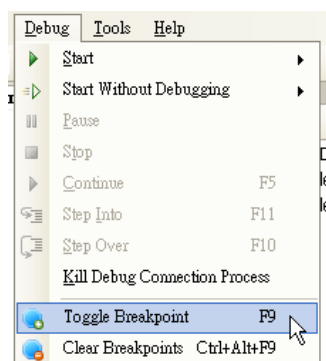 Debug Tools Help
Start
Start Without Debugging
Pause
Stop
Continue F5
Step Into F11
Step Over F10
Kill Debug Connection Process
Toggle Breakpoint F9
Clear Breakpoints Ctrl+Alt+F9